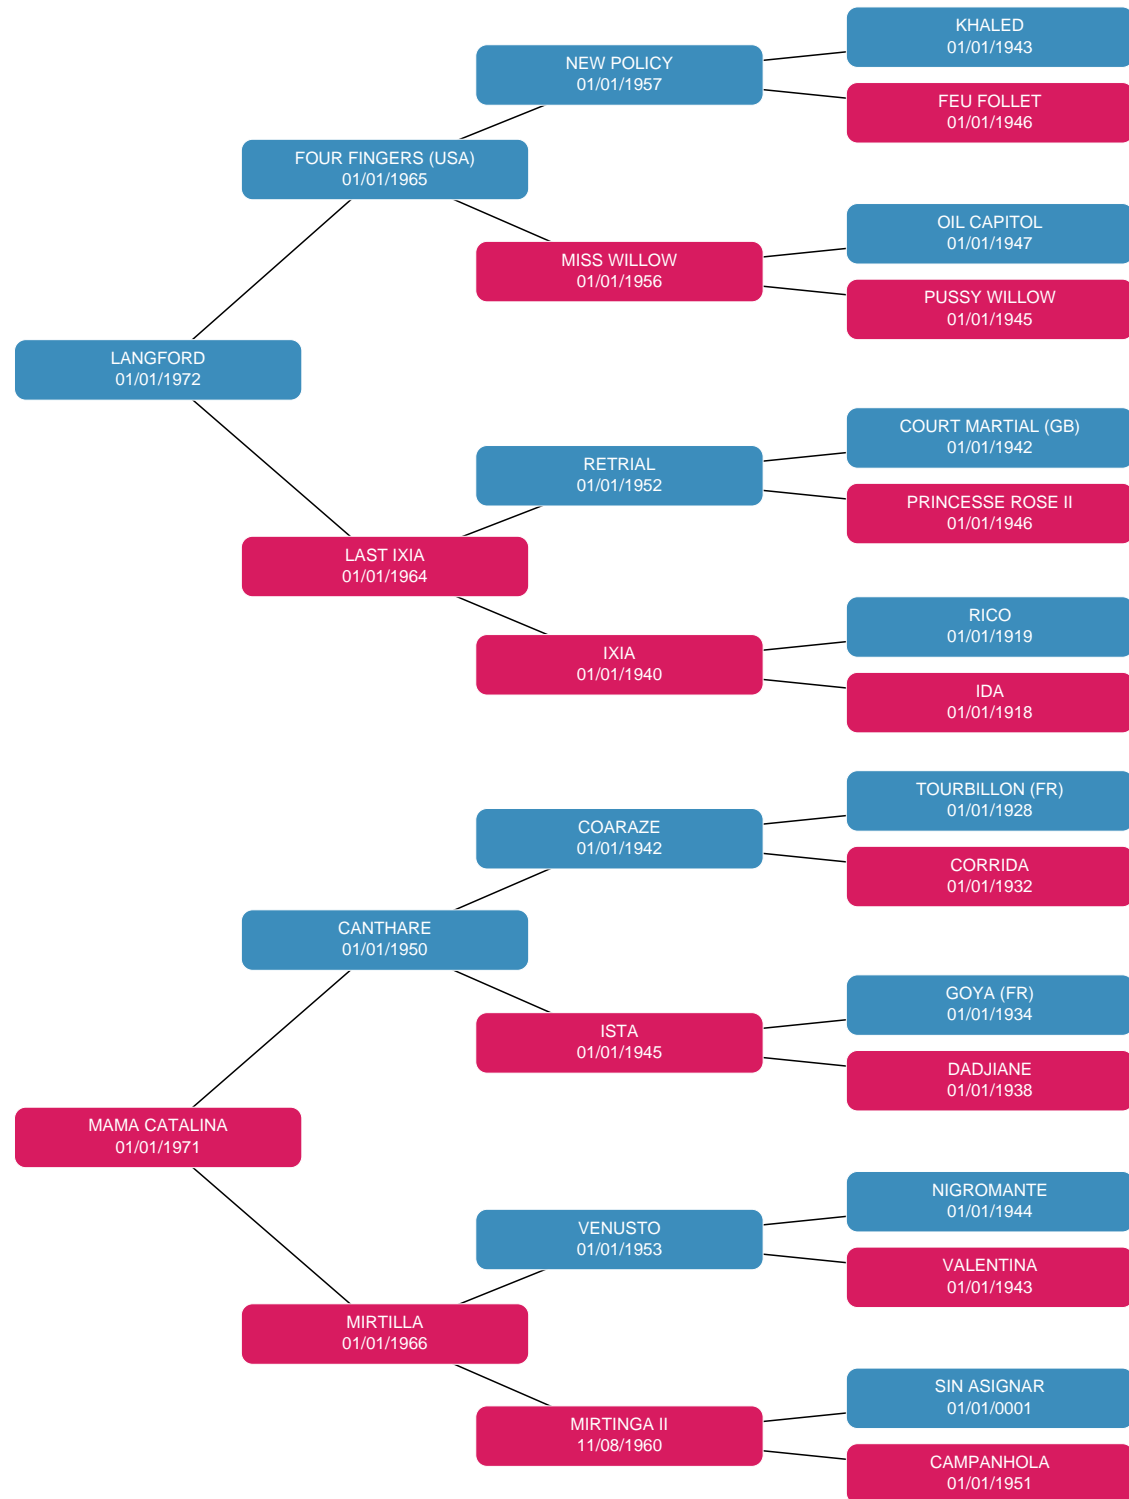 KHALED
01/01/1943
NEW POLICY
01/01/1957
FEU FOLLET
01/01/1946
FOUR FINGERS (USA)
01/01/1965
OIL CAPITOL
01/01/1947
MISS WILLOW
01/01/1956
PUSSY WILLOW
01/01/1945
LANGFORD
01/01/1972
COURT MARTIAL (GB)
01/01/1942
RETRIAL
01/01/1952
PRINCESSE ROSE II
01/01/1946
LAST IXIA
01/01/1964
RICO
01/01/1919
IXIA
01/01/1940
IDA
01/01/1918
TOURBILLON (FR)
01/01/1928
COARAZE
01/01/1942
CORRIDA
01/01/1932
CANTHARE
01/01/1950
GOYA (FR)
01/01/1934
ISTA
01/01/1945
DADJIANE
01/01/1938
MAMA CATALINA
01/01/1971
NIGROMANTE
01/01/1944
VENUSTO
01/01/1953
VALENTINA
01/01/1943
MIRTILLA
01/01/1966
SIN ASIGNAR
01/01/0001
MIRTINGA II
11/08/1960
CAMPANHOLA
01/01/1951